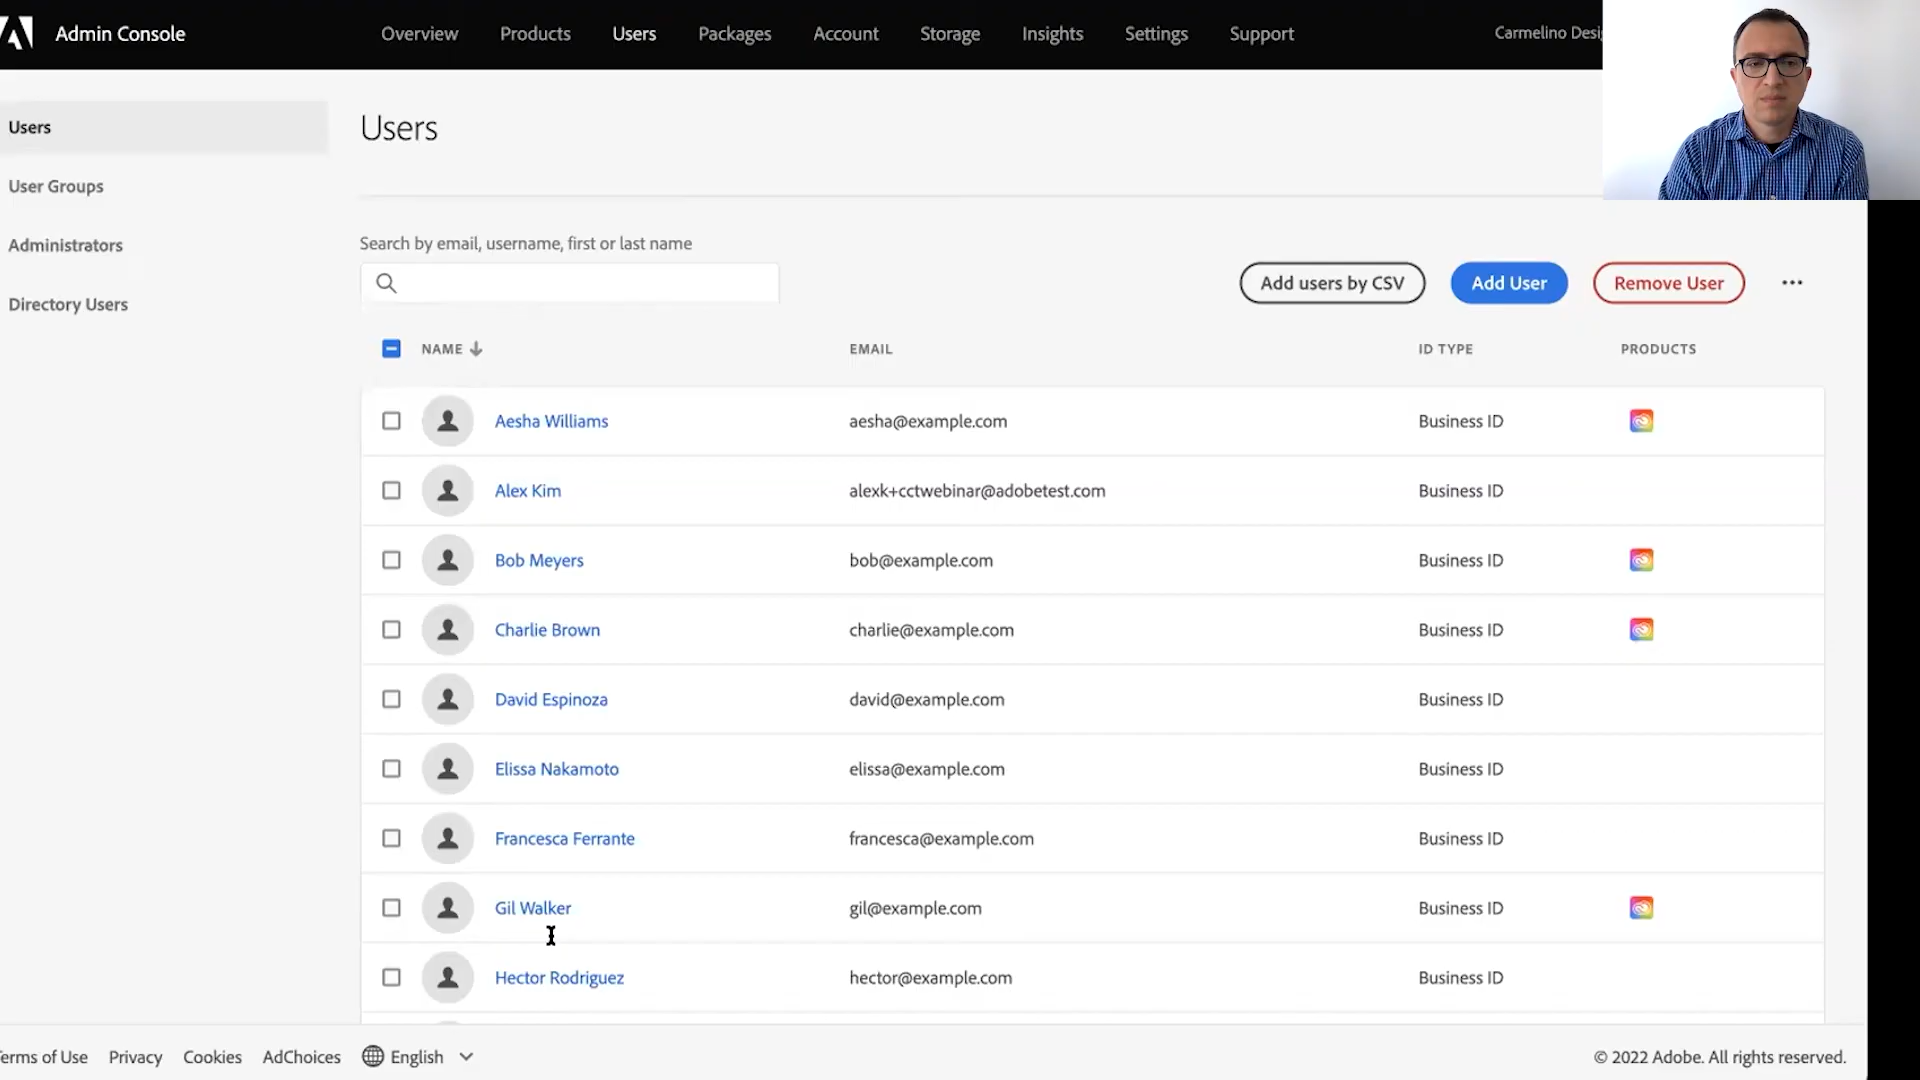 Admin Console
Overview
Products
Users
Packages
Account
Storage
Insights
Settings
Support
Carmelino
Users
User Groups
Administrators
Directory Users
Users
Search by email, username, first or last name
Add users by CSV
Add User
Remove User
NAME
EMAIL
ID TYPE
PRODUCTS
Aesha Williams aesha@example.com Business ID
Alex Kim alexk+cctwebinar@adobetest.com Business ID
Bob Meyers bob@example.com Business ID
Charlie Brown charlie@example.com Business ID
David Espinoza david@example.com Business ID
Elissa Nakamoto elissa@example.com Business ID
Francesca Ferrante francesca@example.com Business ID
Gil Walker gil@example.com Business ID
Hector Rodriguez hector@example.com Business ID
Terms of Use
Privacy
Cookies
AdChoices
English
© 2022 Adobe. All rights reserved.